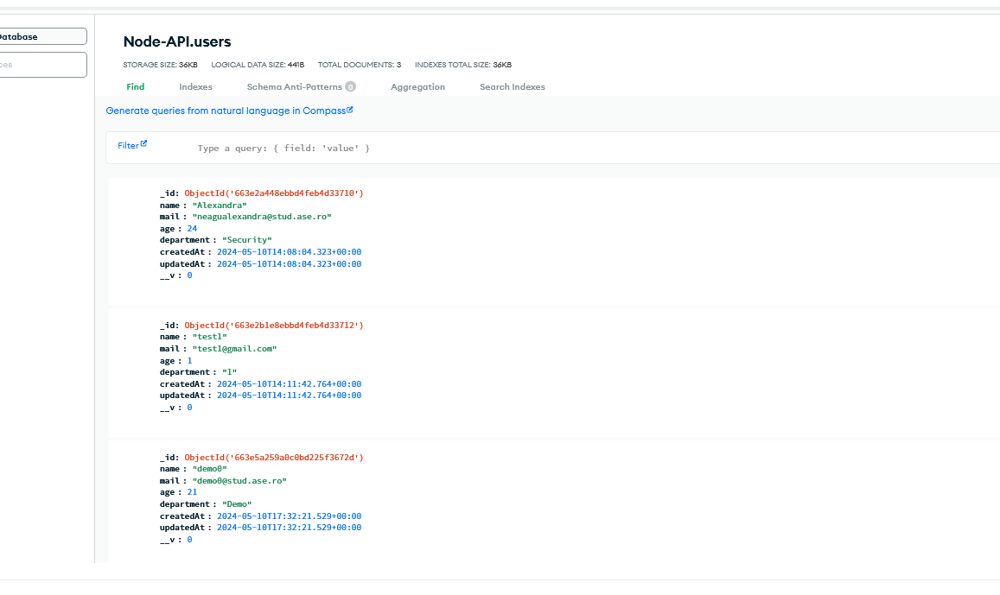 Database
Node-API.users
STORAGE SIZE: 36KB LOGICAL DATA SIZE: 441B TOTAL DOCUMENTS: 3 INDEXES TOTAL SIZE: 36KB
Find Indexes Schema Anti-Patterns 0 Aggregation Search Indexes
Generate queries from natural language in Compass
Filter Type a query: { field: 'value' }
_id: ObjectId('663e2a448ebbd4feb4d33710')
name : "Alexandra"
mail : "neagualexandra@stud.ase.ro"
age : 24
department : "Security"
createdAt : 2024-05-10T14:08:04.323+00:00
updatedAt : 2024-05-10T14:08:04.323+00:00
__v : 0
_id: ObjectId('663e2b1e8ebbd4feb4d33712')
name : "test1"
mail : "test1@gmail.com"
age : 1
department : "1"
createdAt : 2024-05-10T14:11:42.764+00:00
updatedAt : 2024-05-10T14:11:42.764+00:00
__v : 0
_id: ObjectId('663e5a259a0c0bd225f3672d')
name : "demo0"
mail : "demo0@stud.ase.ro"
age : 21
department : "Demo"
createdAt : 2024-05-10T17:32:21.529+00:00
updatedAt : 2024-05-10T17:32:21.529+00:00
__v : 0